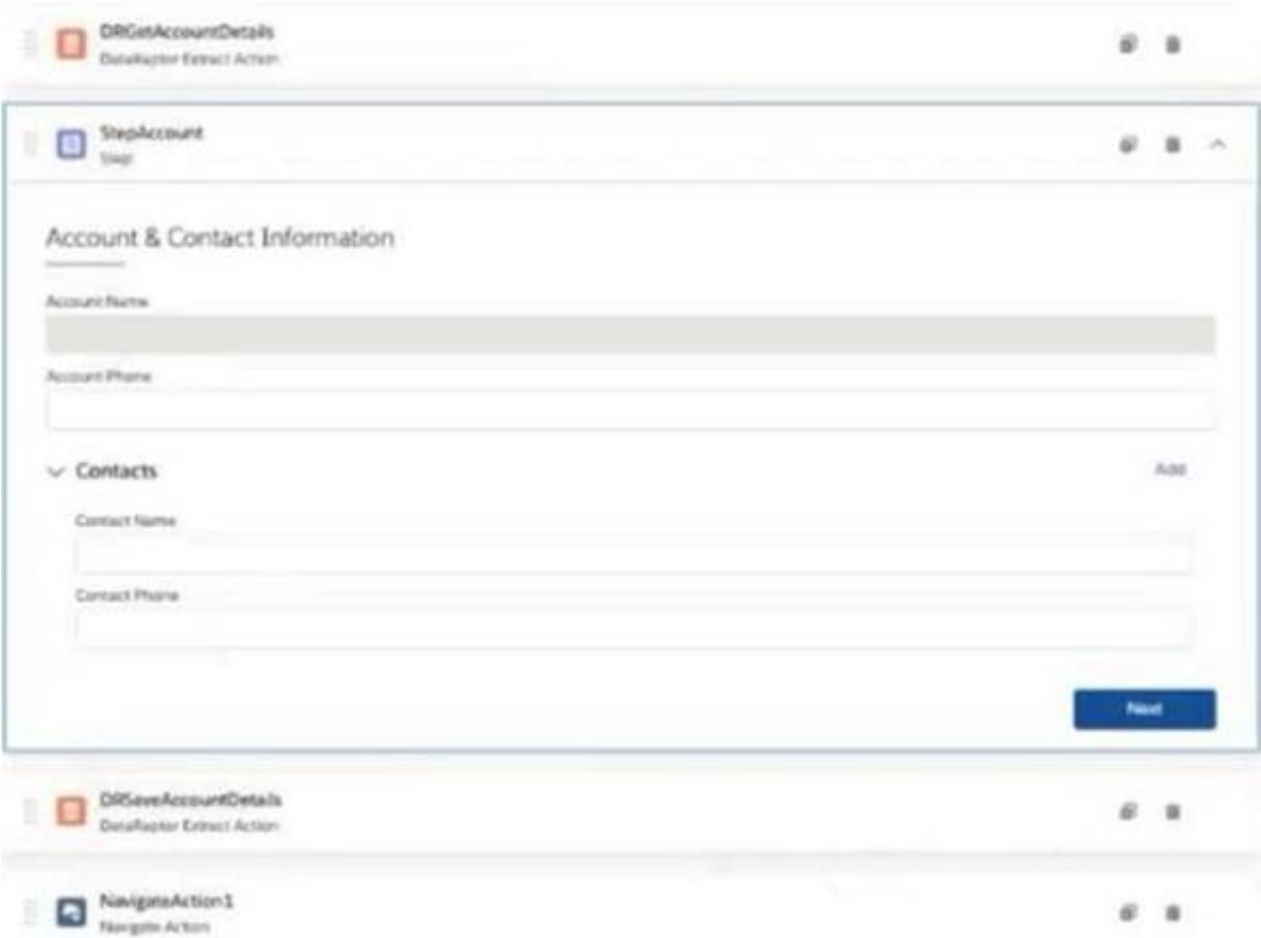 DRGetAccountDetails
DataRaptor Extract Action
StepAccount
Step
Account & Contact Information
Account Name
Account Phone
Contacts
Add
Contact Name
Contact Phone
Next
DRSaveAccountDetails
DataRaptor Extract Action
NavigateAction1
Navigate Action